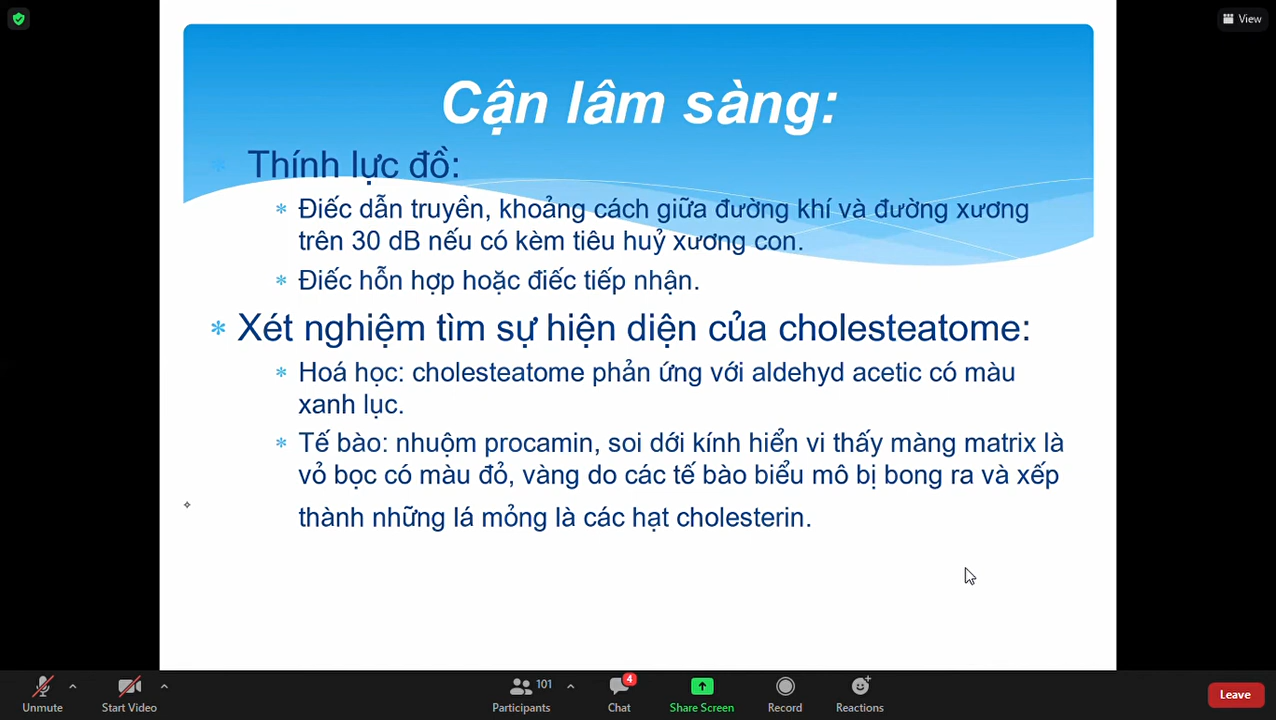 View
Cận lâm sàng:
Thính lực đồ:
Điếc dẫn truyền, khoảng cách giữa đường khí và đường xương
trên 30 dB nếu có kèm tiêu huỷ xương con.
Điếc hỗn hợp hoặc điếc tiếp nhận.
Xét nghiệm tìm sự hiện diện của cholesteatome:
Hoá học: cholesteatome phản ứng với aldehyd acetic có màu
xanh lục.
Tế bào: nhuộm procamin, soi dới kính hiển vi thấy màng matrix là
vỏ bọc có màu đỏ, vàng do các tế bào biểu mô bị bong ra và xếp
thành những lá mỏng là các hạt cholesterin.
Unmute
Start Video
101
Participants
4
Chat
Share Screen
Record
Reactions
Leave